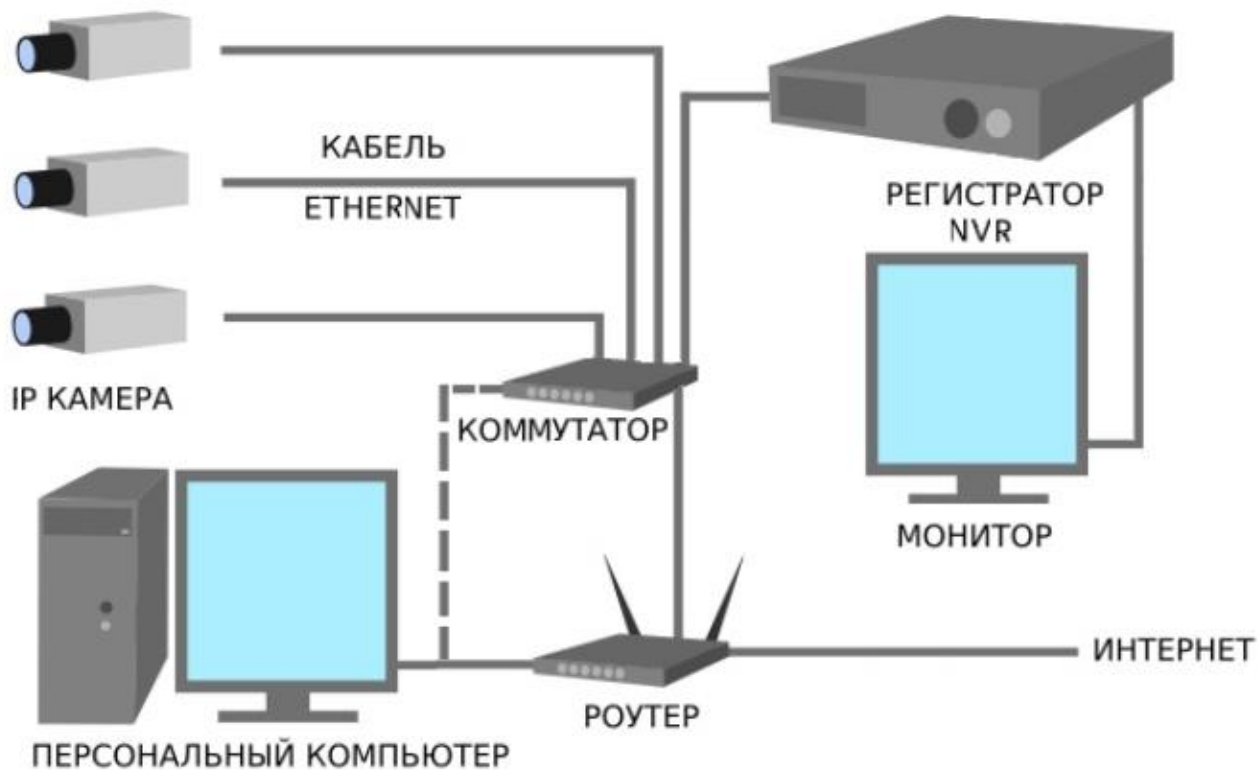 КАБЕЛЬ
ETHERNET
РЕГИСТРАТОР
NVR
IP КАМЕРА
КОММУТАТОР
МОНИТОР
ИНТЕРНЕТ
РОУТЕР
ПЕРСОНАЛЬНЫЙ КОМПЬЮТЕР